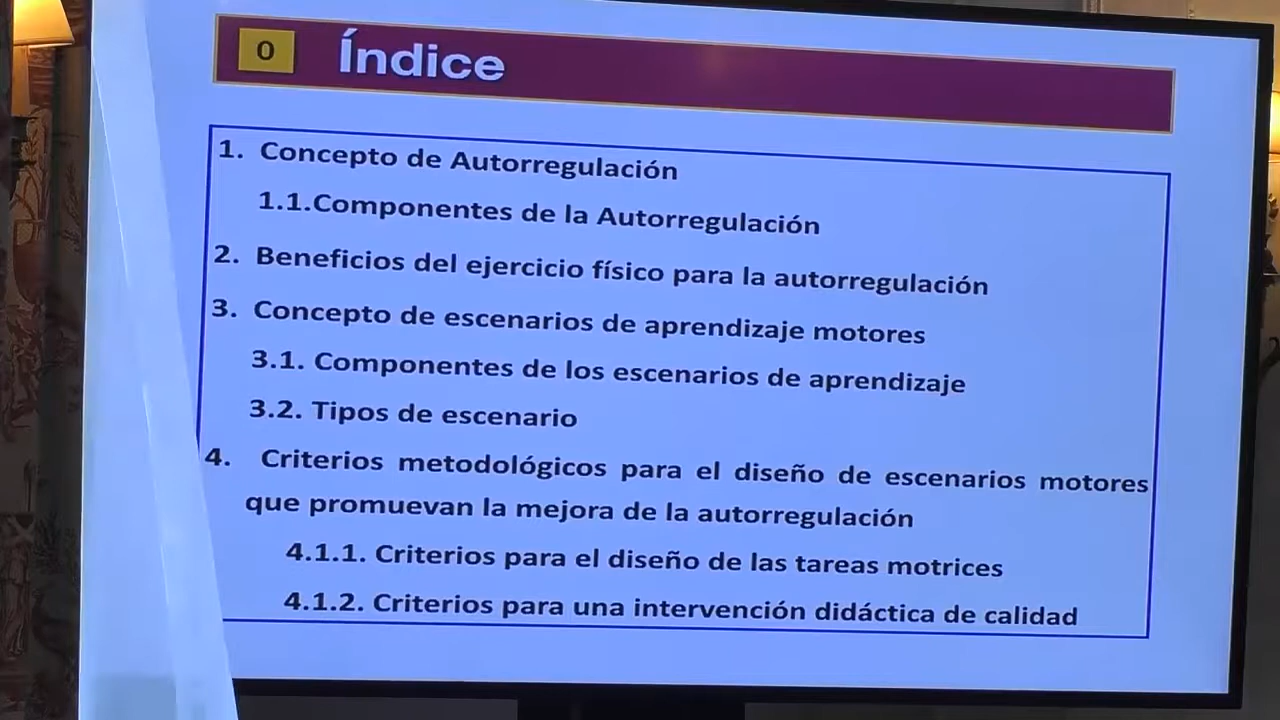 0 Índice
1. Concepto de Autorregulación
1.1.Componentes de la Autorregulación
2. Beneficios del ejercicio físico para la autorregulación
3. Concepto de escenarios de aprendizaje motores
3.1. Componentes de los escenarios de aprendizaje
3.2. Tipos de escenario
4. Criterios metodológicos para el diseño de escenarios motores
que promuevan la mejora de la autorregulación
4.1.1. Criterios para el diseño de las tareas motrices
4.1.2. Criterios para una intervención didáctica de calidad